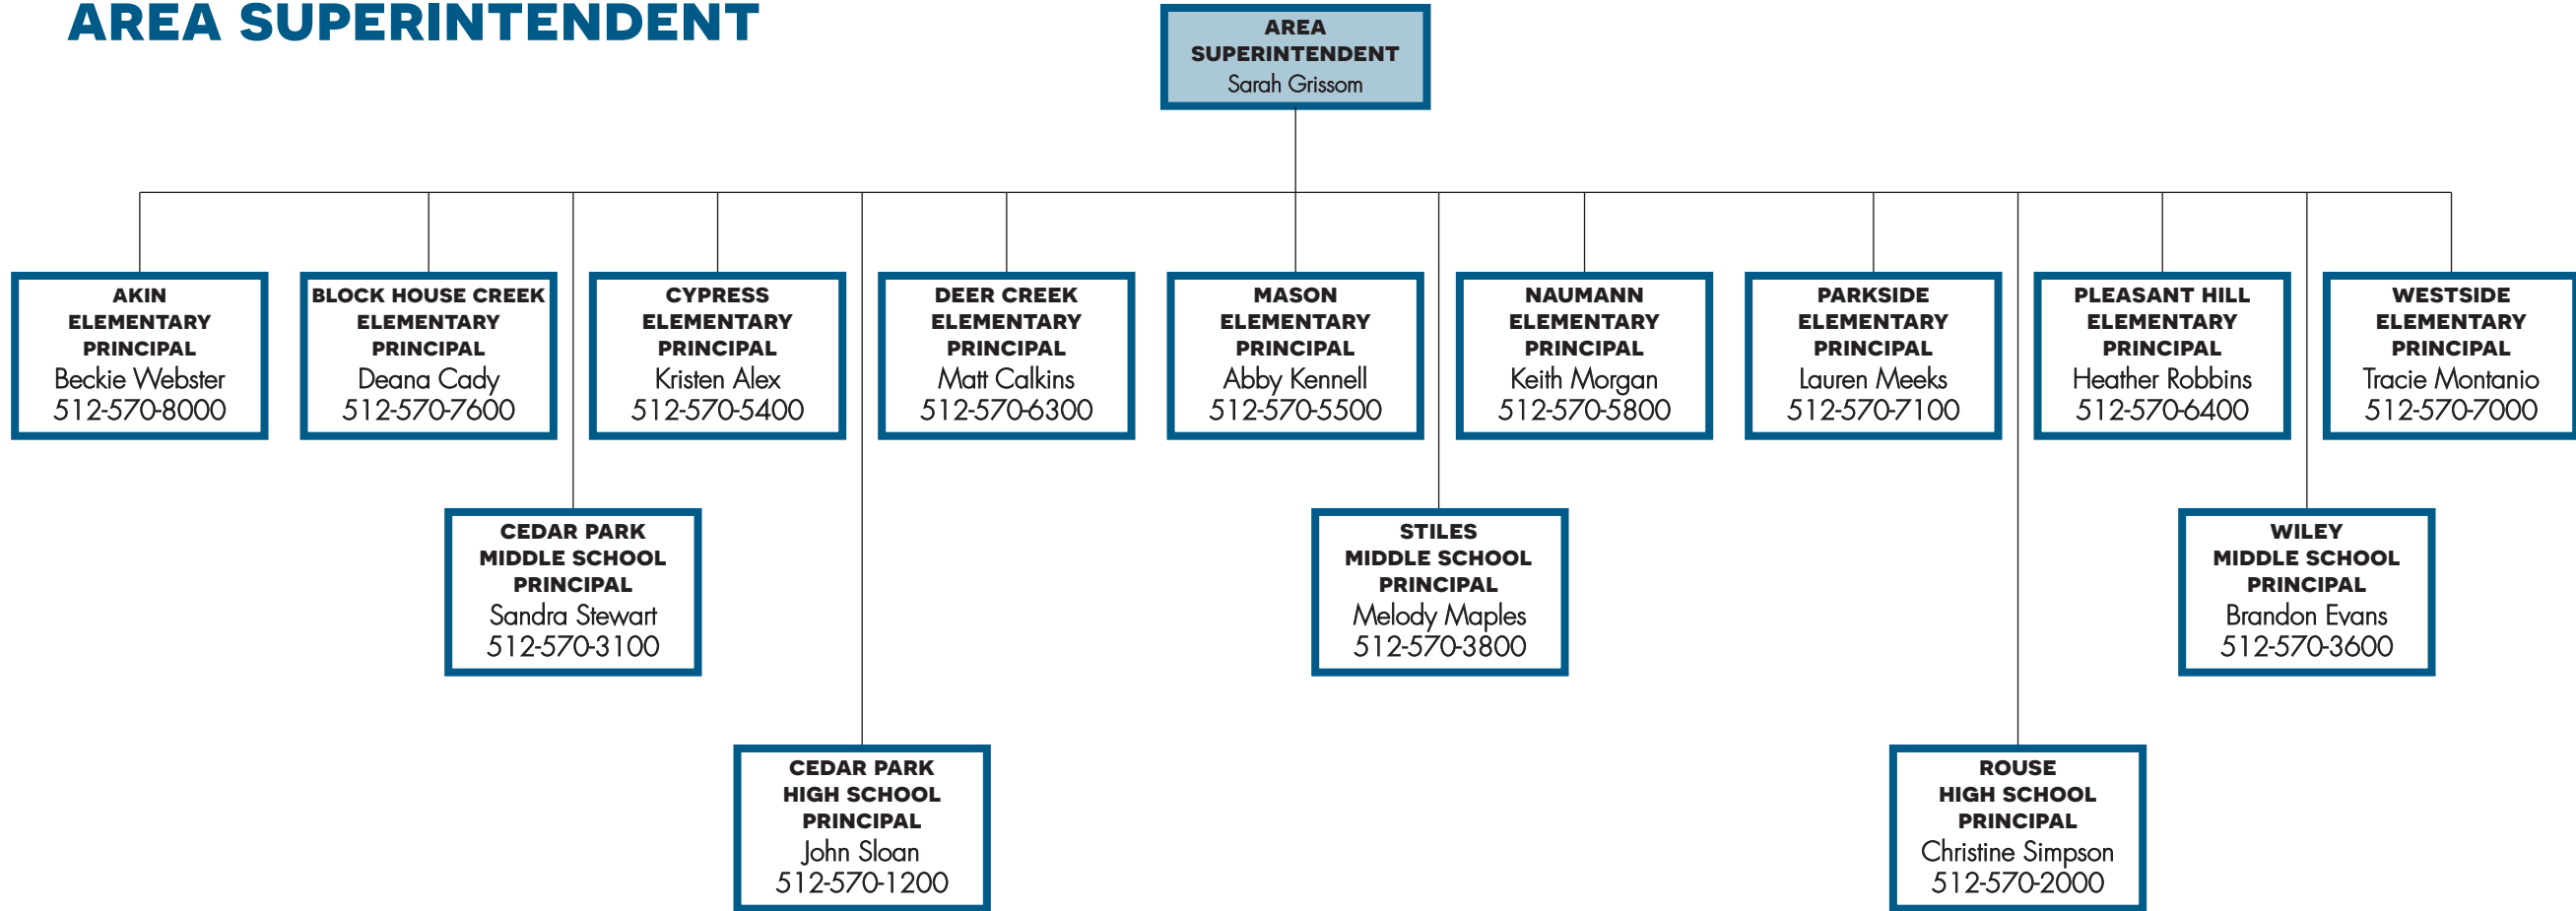 AREA SUPERINTENDENT
AREA
SUPERINTENDENT
Sarah Grissom
AKIN
ELEMENTARY
PRINCIPAL
Beckie Webster
512-570-8000
BLOCK HOUSE CREEK
ELEMENTARY
PRINCIPAL
Deana Cady
512-570-7600
CYPRESS
ELEMENTARY
PRINCIPAL
Kristen Alex
512-570-5400
DEER CREEK
ELEMENTARY
PRINCIPAL
Matt Calkins
512-570-6300
MASON
ELEMENTARY
PRINCIPAL
Abby Kennell
512-570-5500
NAUMANN
ELEMENTARY
PRINCIPAL
Keith Morgan
512-570-5800
PARKSIDE
ELEMENTARY
PRINCIPAL
Lauren Meeks
512-570-7100
PLEASANT HILL
ELEMENTARY
PRINCIPAL
Heather Robbins
512-570-6400
WESTSIDE
ELEMENTARY
PRINCIPAL
Tracie Montanio
512-570-7000
CEDAR PARK
MIDDLE SCHOOL
PRINCIPAL
Sandra Stewart
512-570-3100
STILES
MIDDLE SCHOOL
PRINCIPAL
Melody Maples
512-570-3800
WILEY
MIDDLE SCHOOL
PRINCIPAL
Brandon Evans
512-570-3600
CEDAR PARK
HIGH SCHOOL
PRINCIPAL
John Sloan
512-570-1200
ROUSE
HIGH SCHOOL
PRINCIPAL
Christine Simpson
512-570-2000